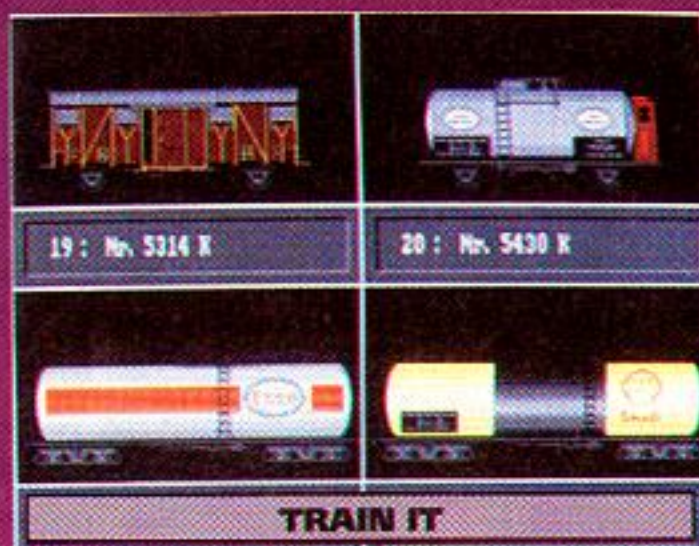 19: Nr. 5314 K
20: Nr. 5430 K
Esso
Shell
TRAIN IT